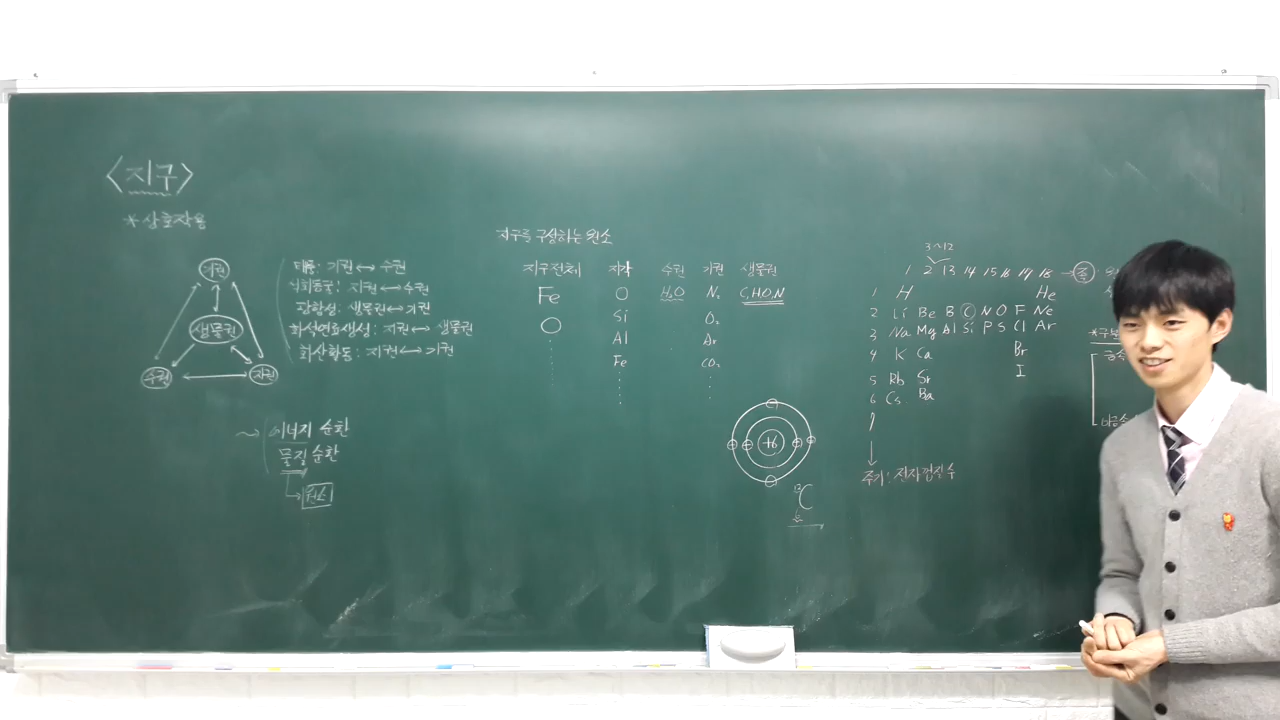 <지구>
*상호작용
기권
생물권
수권
지권
태풍: 기권↔수권
석회동굴: 지권↔수권
광합성: 생물권↔기권
화석연료생성: 지권↔생물권
화산활동: 지권↔기권
에너지 순환
물질순환
원소
지구를 구성하는 원소
지구전체 지각 수권 기권 생물권
Fe O H₂O N₂ C,H,O,N
O Si O₂
Al Ar
Fe CO₂
+6
C
3~12
1 2 13 14 15 16 17 18 → 족
1 H He
2 Li Be B C N O F Ne
3 Na Mg Al Si P S Cl Ar
4 K Ca Br
5 Rb Sr I
6 Cs Ba
7
주기: 전자껍질 수